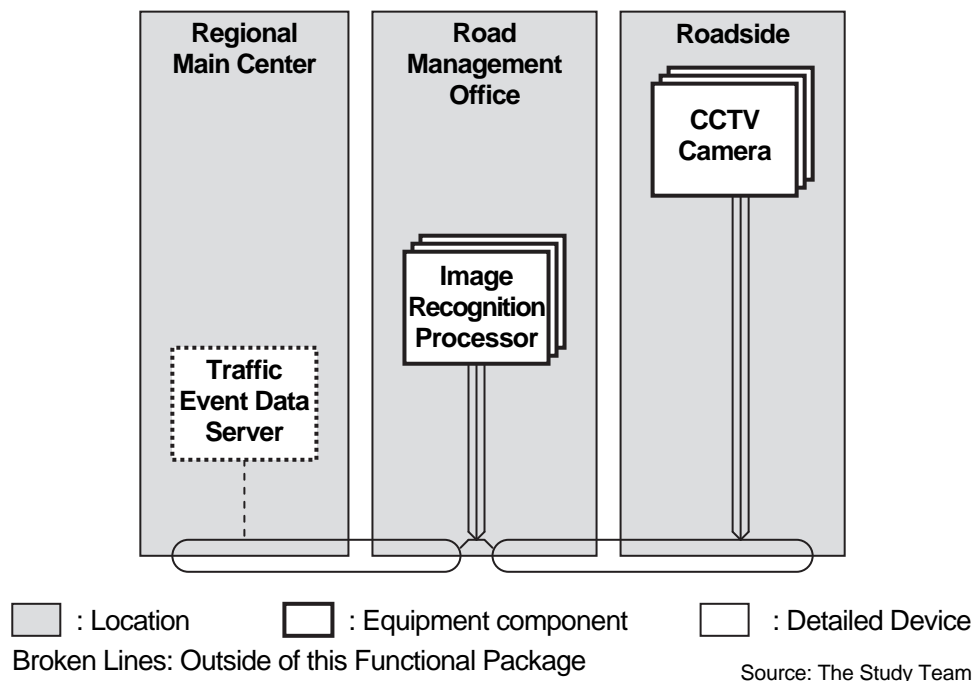 Regional
Main Center
Road
Management
Office
Roadside
CCTV
Camera
Image
Recognition
Processor
Traffic
Event Data
Server
: Location
: Equipment component
: Detailed Device
Broken Lines: Outside of this Functional Package
Source: The Study Team